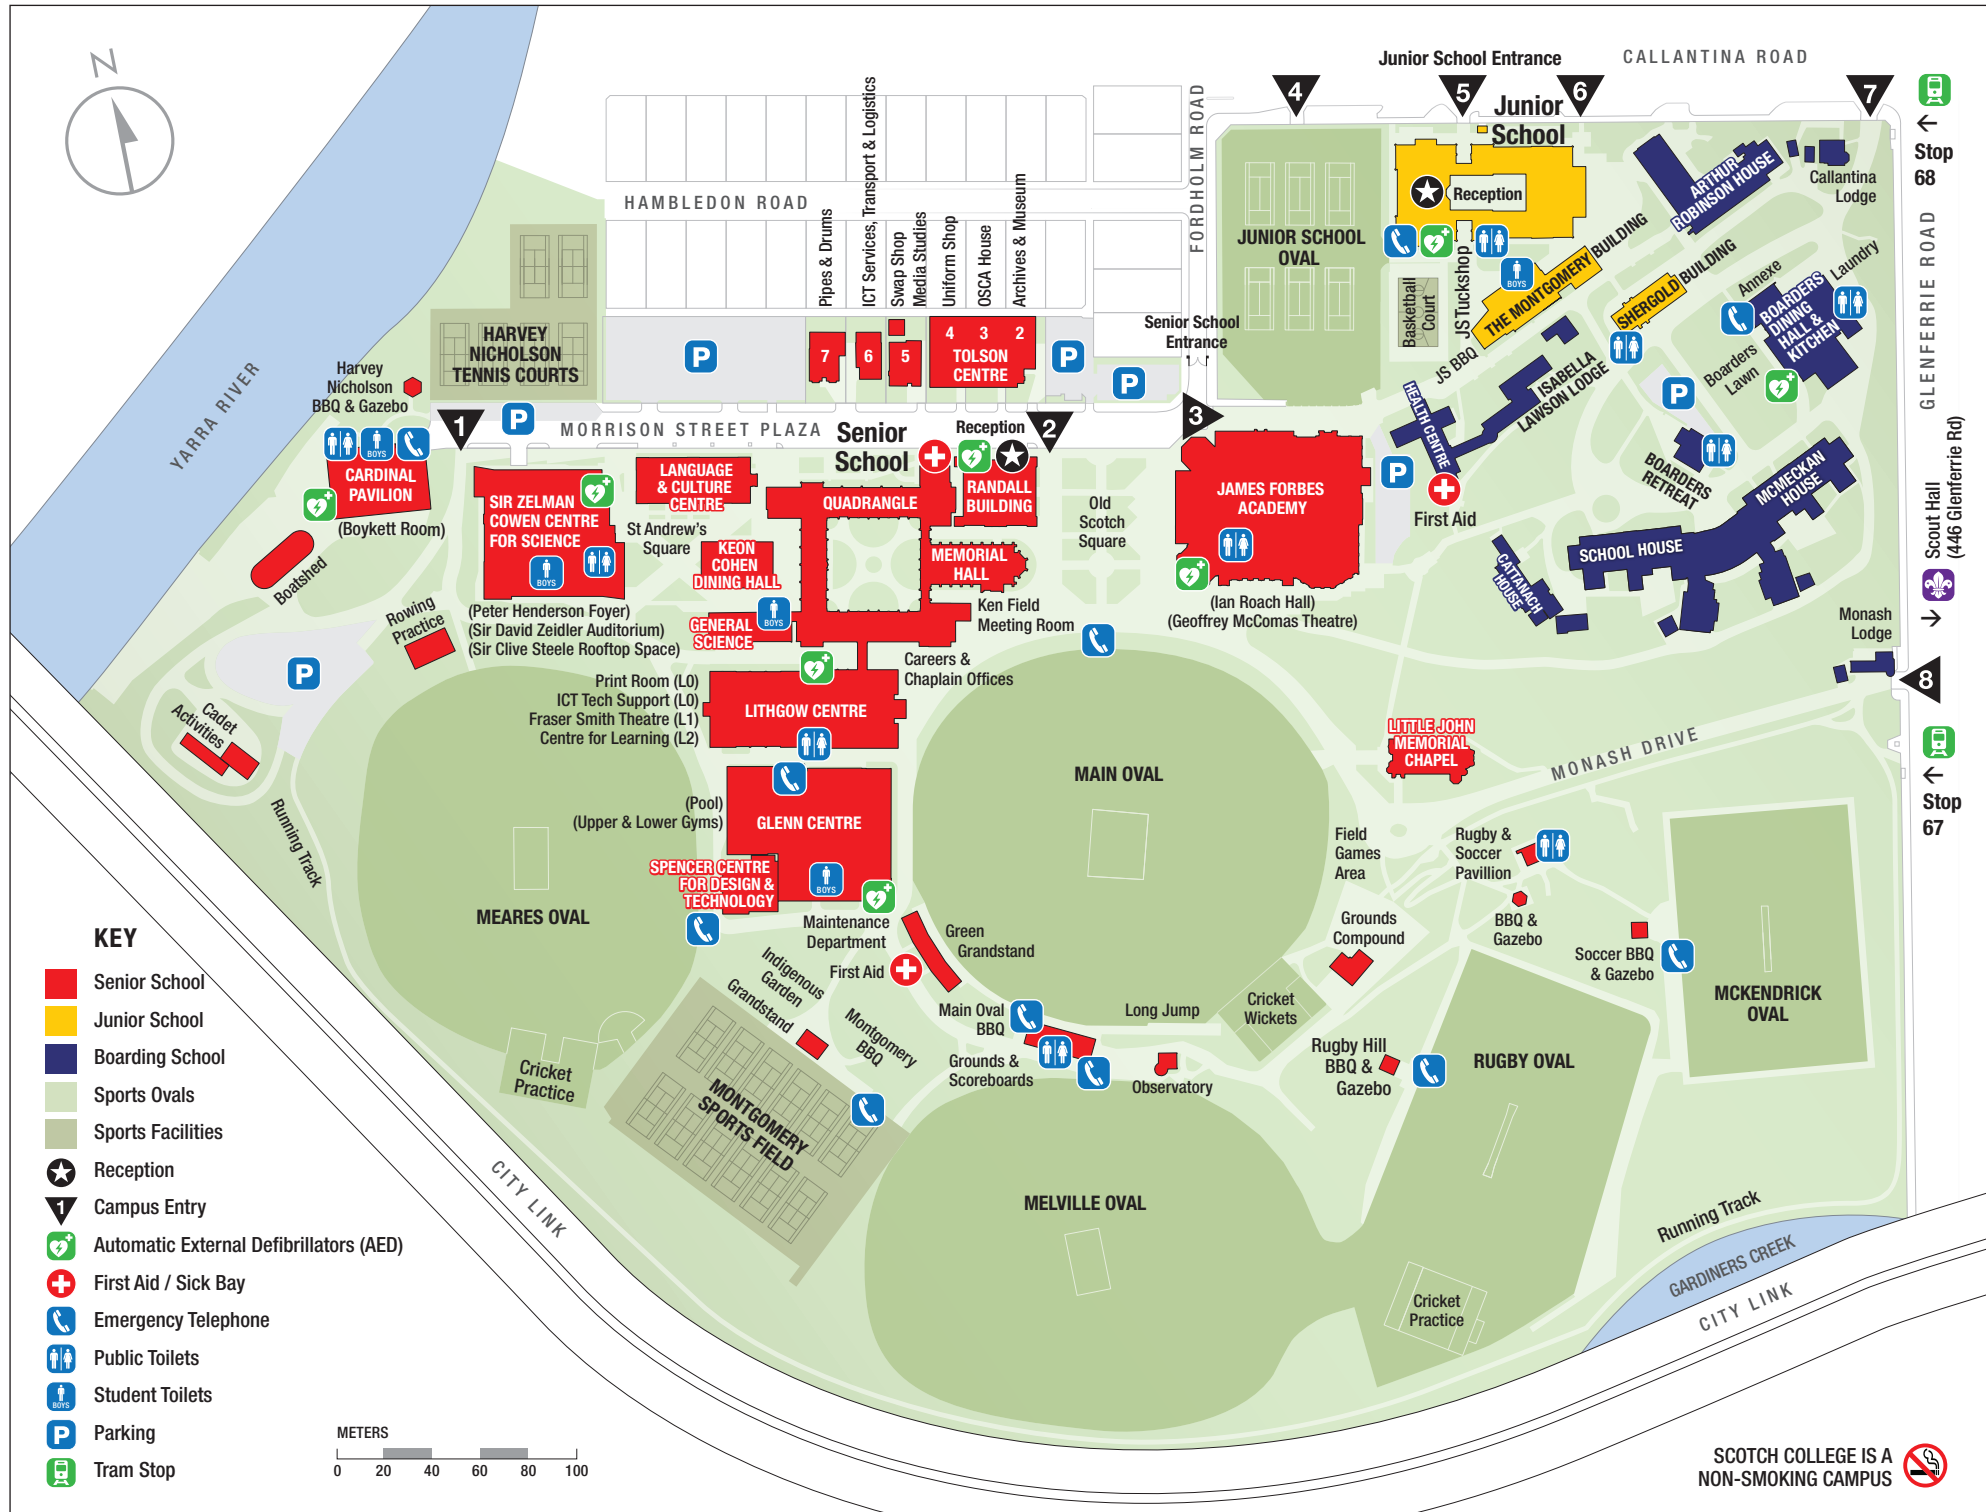 N
Junior School Entrance
CALLANTINA ROAD
4
5
6
7
Junior
School
Stop
68
GLENFERRIE ROAD
Scout Hall
(446 Glenferrie Rd)
Stop
67
HAMBLEDON ROAD
FORDHOLM ROAD
YARRA RIVER
Pipes & Drums
ICT Services, Transport & Logistics
Swap Shop
Media Studies
Uniform Shop
OSCA House
Archives & Museum
7
6
5
4
3
2
TOLSON
CENTRE
P
P
P
P
Senior School
Entrance
JUNIOR SCHOOL
OVAL
Reception
Basketball
Court
JS Tuckshop
JS BBQ
BOYS
THE MONTGOMERY BUILDING
SHERGOLD BUILDING
ARTHUR
ROBINSON HOUSE
Callantina
Lodge
Laundry
Annexe
BOARDERS
DINING
HALL &
KITCHEN
Boarders
Lawn
P
ISABELLA
LAWSON LODGE
HEALTH CENTRE
First Aid
P
BOARDERS
RETREAT
MCMECKAN
HOUSE
SCHOOL HOUSE
CATTANACH
HOUSE
Monash
Lodge
8
HARVEY
NICHOLSON
TENNIS COURTS
Harvey
Nicholson
BBQ & Gazebo
1
MORRISON STREET PLAZA
Senior
School
Reception
2
3
BOYS
CARDINAL
PAVILION
(Boykett Room)
Boatshed
Rowing
Practice
P
Cadet
Activities
Running Track
SIR ZELMAN
COWEN CENTRE
FOR SCIENCE
BOYS
(Peter Henderson Foyer)
(Sir David Zeidler Auditorium)
(Sir Clive Steele Rooftop Space)
LANGUAGE
& CULTURE
CENTRE
St Andrew's
Square
KEON
COHEN
DINING HALL
GENERAL
SCIENCE
BOYS
QUADRANGLE
RANDALL
BUILDING
MEMORIAL
HALL
Ken Field
Meeting Room
Careers &
Chaplain Offices
Old
Scotch
Square
JAMES FORBES
ACADEMY
(Ian Roach Hall)
(Geoffrey McComas Theatre)
Print Room (L0)
ICT Tech Support (L0)
Fraser Smith Theatre (L1)
Centre for Learning (L2)
LITHGOW CENTRE
(Pool)
(Upper & Lower Gyms)
GLENN CENTRE
BOYS
SPENCER CENTRE
FOR DESIGN &
TECHNOLOGY
Maintenance
Department
First Aid
Green
Grandstand
MAIN OVAL
MEARES OVAL
LITTLE JOHN
MEMORIAL
CHAPEL
MONASH DRIVE
Field
Games
Area
Rugby &
Soccer
Pavillion
BBQ &
Gazebo
Soccer BBQ
& Gazebo
MCKENDRICK
OVAL
Grounds
Compound
Cricket
Wickets
Long Jump
Main Oval
BBQ
Grounds &
Scoreboards
Observatory
Rugby Hill
BBQ &
Gazebo
RUGBY OVAL
Indigenous
Garden
Grandstand
Montgomery
BBQ
MONTGOMERY
SPORTS FIELD
Cricket
Practice
MELVILLE OVAL
Cricket
Practice
Running Track
GARDINERS CREEK
CITY LINK
CITY LINK
KEY
Senior School
Junior School
Boarding School
Sports Ovals
Sports Facilities
Reception
1 Campus Entry
Automatic External Defibrillators (AED)
First Aid / Sick Bay
Emergency Telephone
Public Toilets
BOYS Student Toilets
P Parking
Tram Stop
METERS
0 20 40 60 80 100
SCOTCH COLLEGE IS A
NON-SMOKING CAMPUS